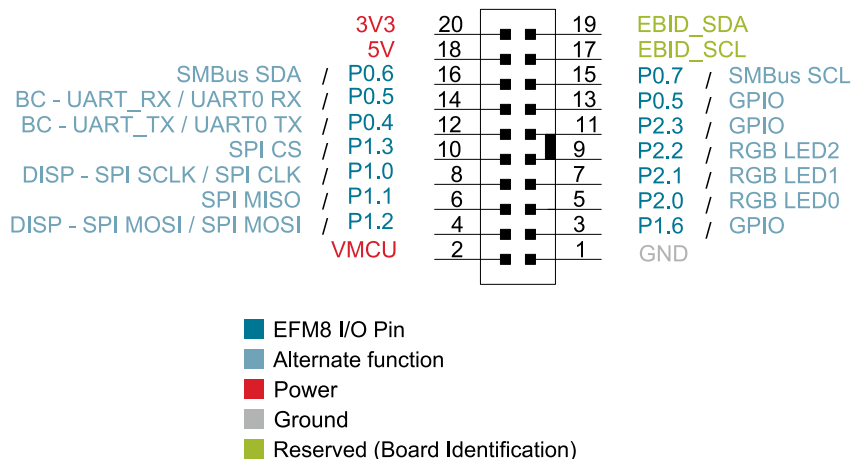 3V3 20 19 EBID_SDA
5V 18 17 EBID_SCL
SMBus SDA / P0.6 16 15 P0.7 / SMBus SCL
BC - UART_RX / UART0 RX / P0.5 14 13 P0.5 / GPIO
BC - UART_TX / UART0 TX / P0.4 12 11 P2.3 / GPIO
SPI CS / P1.3 10 9 P2.2 / RGB LED2
DISP - SPI SCLK / SPI CLK / P1.0 8 7 P2.1 / RGB LED1
SPI MISO / P1.1 6 5 P2.0 / RGB LED0
DISP - SPI MOSI / SPI MOSI / P1.2 4 3 P1.6 / GPIO
VMCU 2 1 GND
EFM8 I/O Pin
Alternate function
Power
Ground
Reserved (Board Identification)